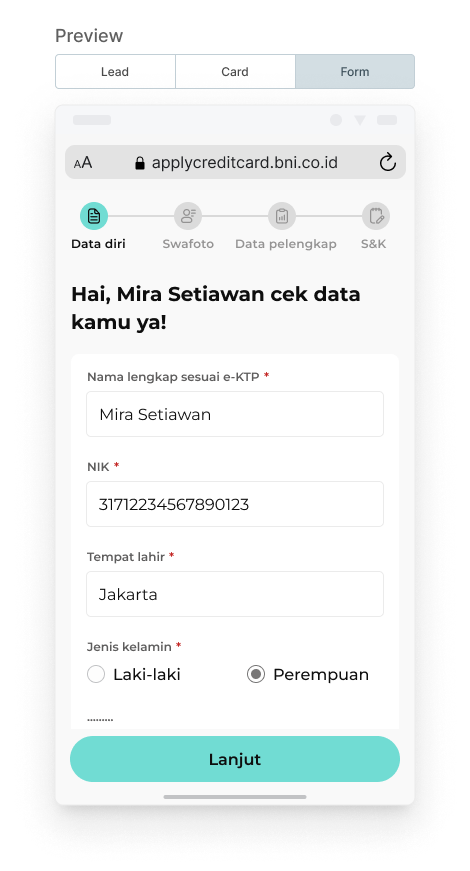 Preview
Lead Card Form
AA applycreditcard.bni.co.id
Data diri Swafoto Data pelengkap S&K
Hai, Mira Setiawan cek data
kamu ya!
Nama lengkap sesuai e-KTP *
Mira Setiawan
NIK *
31712234567890123
Tempat lahir *
Jakarta
Jenis kelamin *
Laki-laki Perempuan
.........
Lanjut